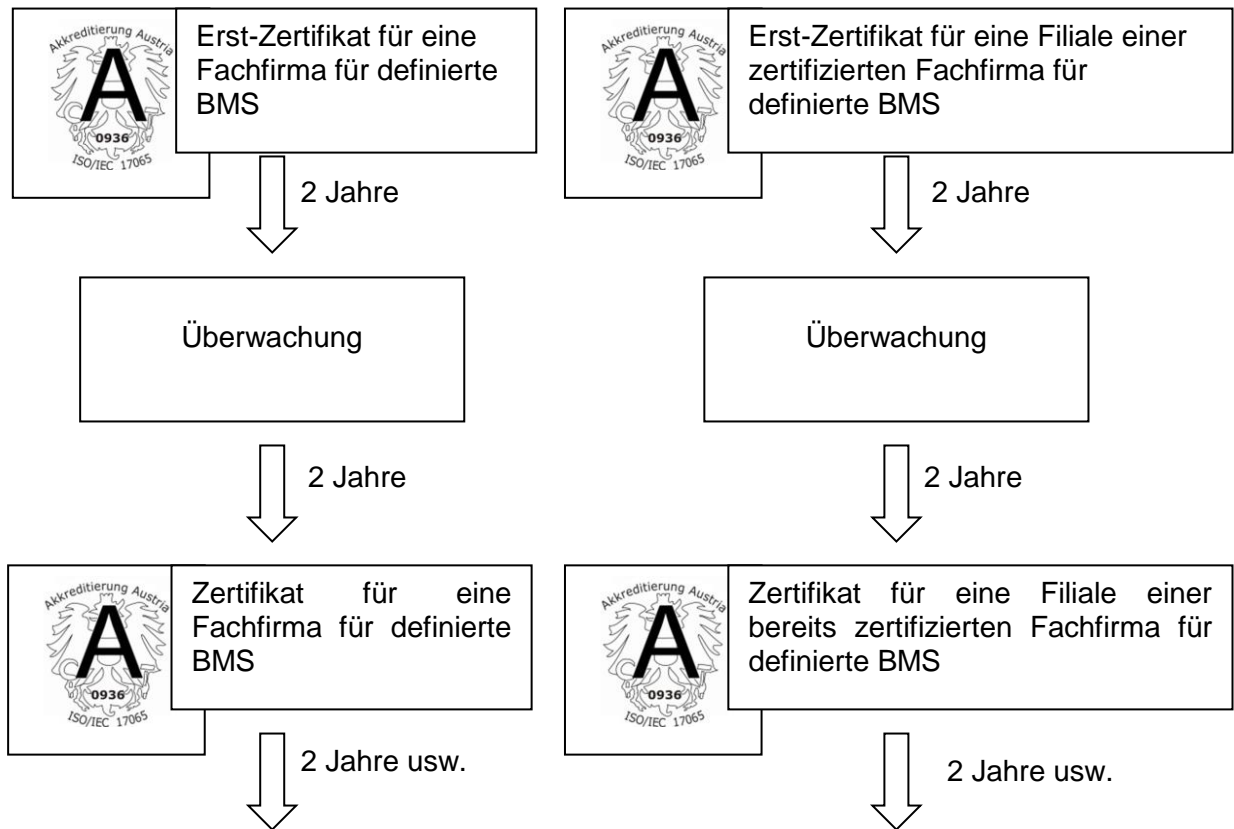 Akkreditierung Austria
A
0936
ISO/IEC 17065
Erst-Zertifikat für eine
Fachfirma für definierte
BMS
Akkreditierung Austria
A
0936
ISO/IEC 17065
Erst-Zertifikat für eine Filiale einer
zertifizierten Fachfirma für
definierte BMS
2 Jahre
2 Jahre
Überwachung
Überwachung
2 Jahre
2 Jahre
Akkreditierung Austria
A
0936
ISO/IEC 17065
Zertifikat für eine
Fachfirma für definierte
BMS
Akkreditierung Austria
A
0936
ISO/IEC 17065
Zertifikat für eine Filiale einer
bereits zertifizierten Fachfirma für
definierte BMS
2 Jahre usw.
2 Jahre usw.